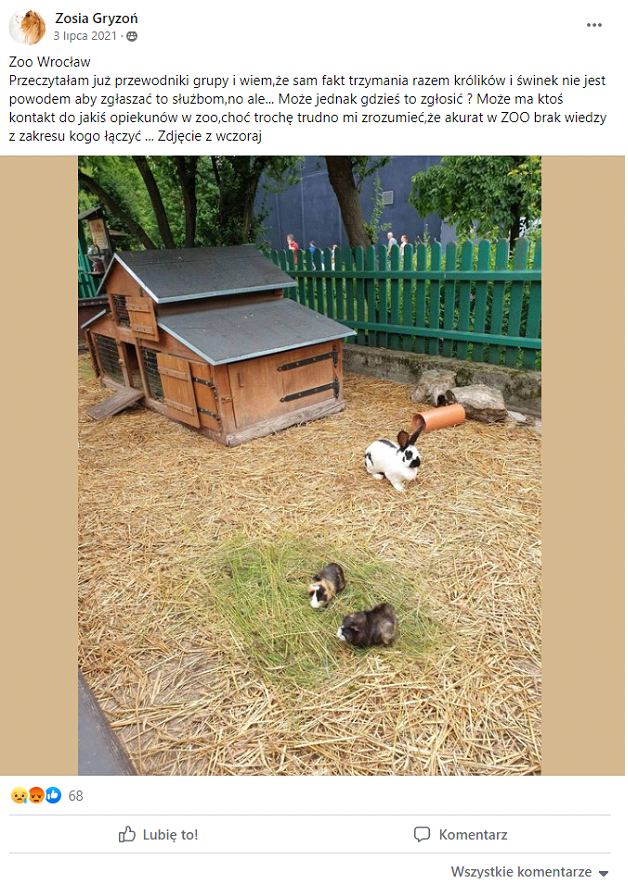 Zosia Gryzoń
3 lipca 2021 ·
Zoo Wrocław
Przeczytałam już przewodniki grupy i wiem,że sam fakt trzymania razem królików i świnek nie jest
powodem aby zgłaszać to służbom,no ale... Może jednak gdzieś to zgłosić ? Może ma ktoś
kontakt do jakiś opiekunów w zoo,choć trochę trudno mi zrozumieć,że akurat w ZOO brak wiedzy
z zakresu kogo łączyć ... Zdjęcie z wczoraj
68
Lubię to!
Komentarz
Wszystkie komentarze